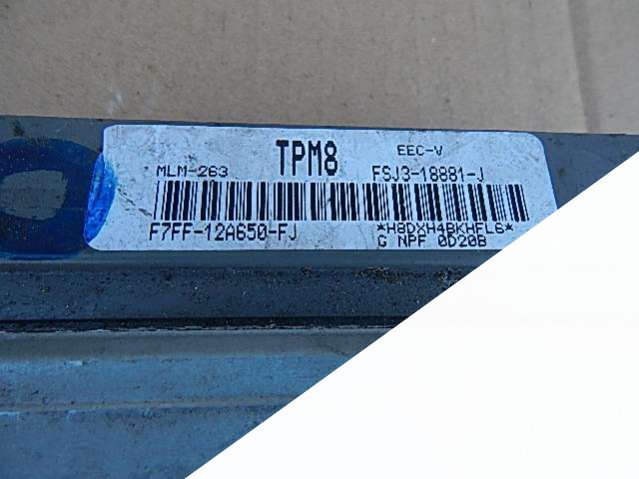 TPM8 EEC-V
MLM-263 FSJ3-18881-J
F7FF-12A650-FJ *H8DXH4BKHFL6*
G NPF 0D20B